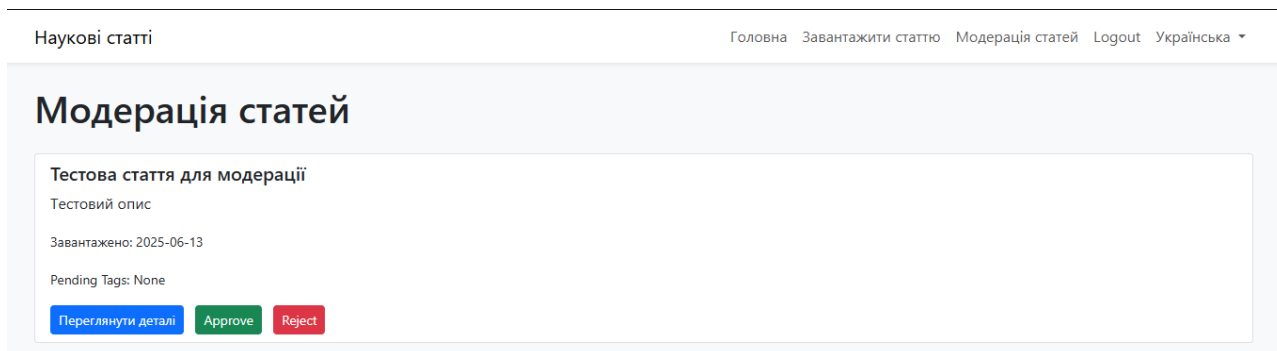 Наукові статті Головна Завантажити статтю Модерація статей Logout Українська
Модерація статей
Тестова стаття для модерації
Тестовий опис
Завантажено: 2025-06-13
Pending Tags: None
Переглянути деталі Approve Reject